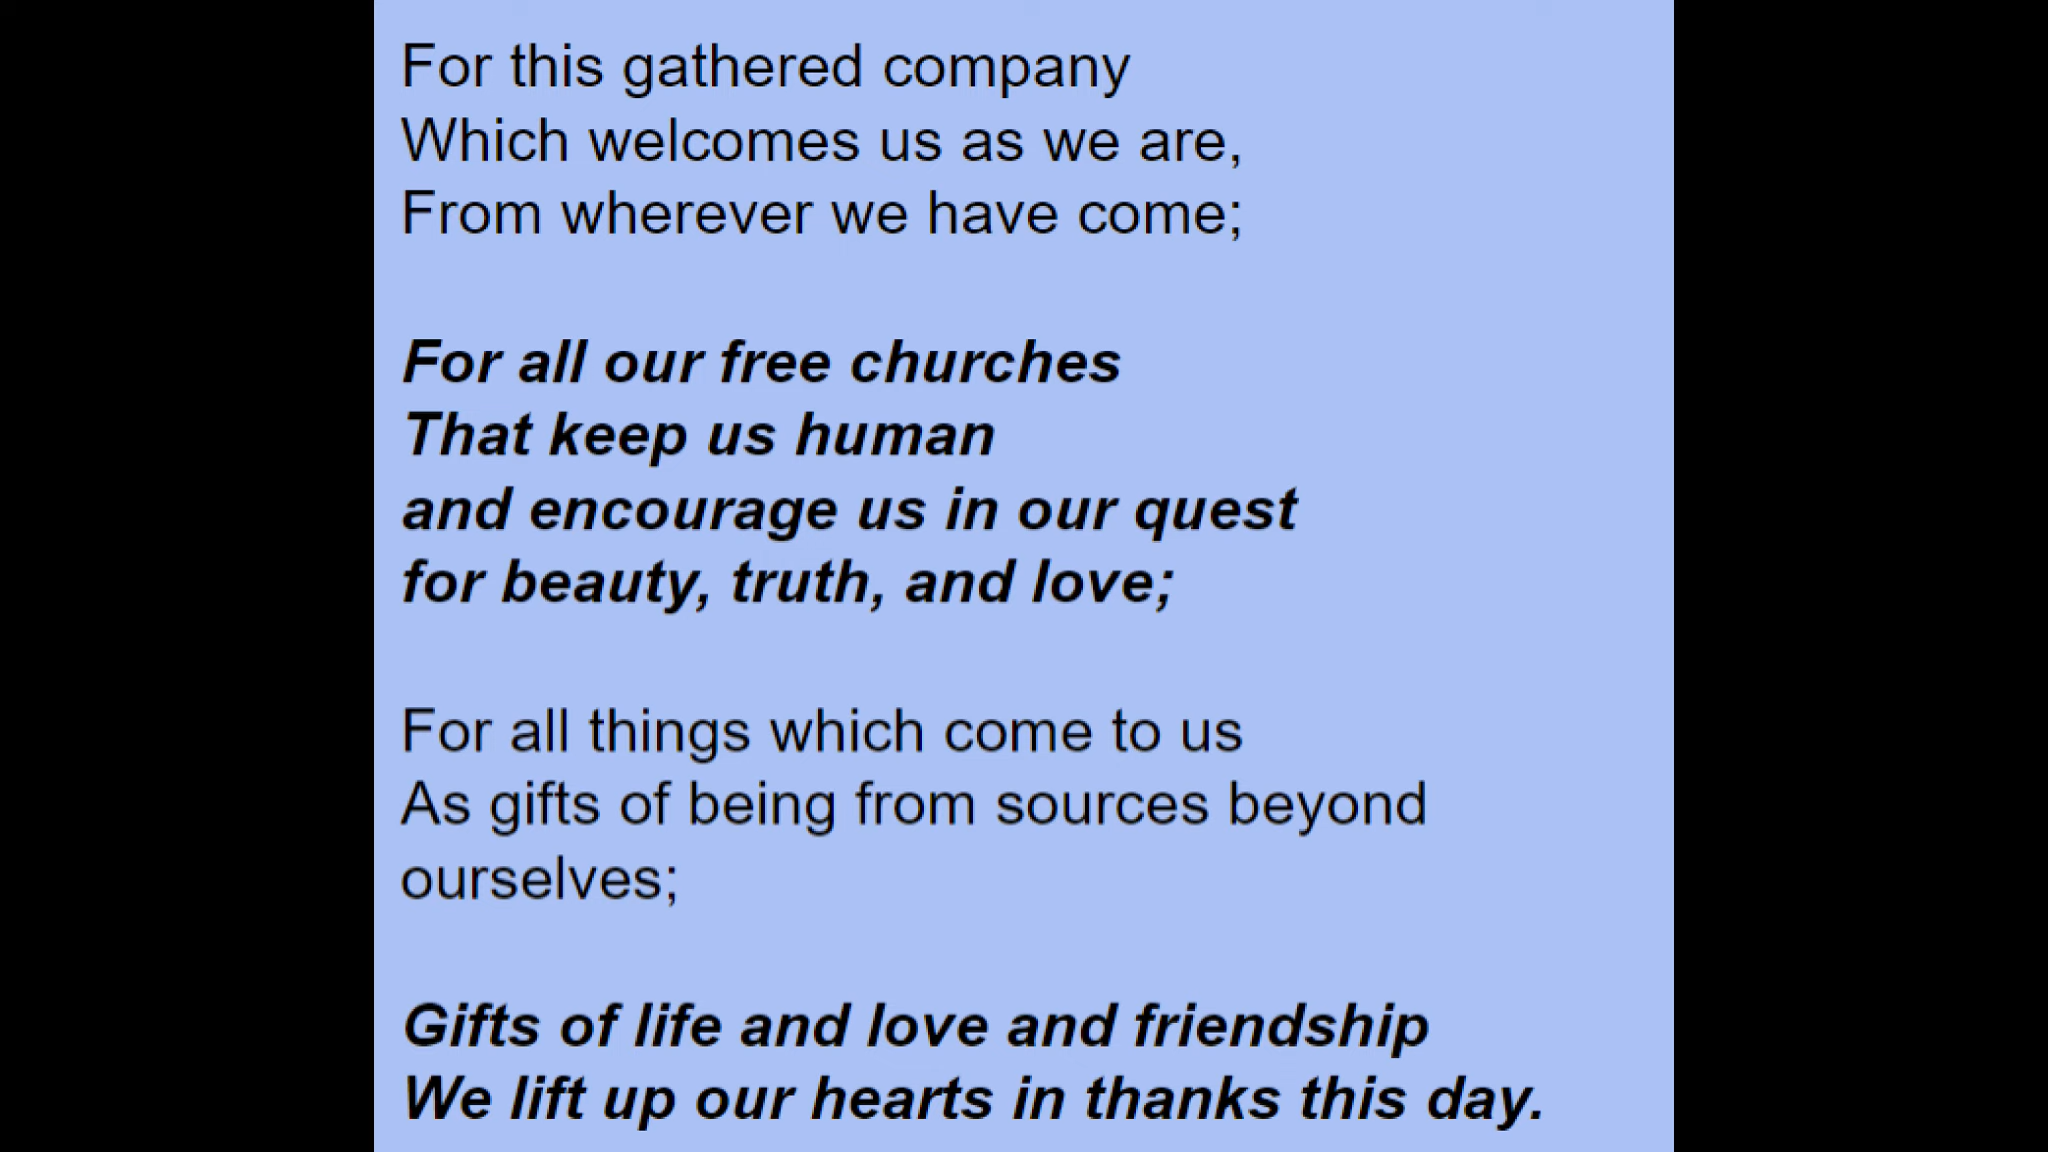 For this gathered company
Which welcomes us as we are,
From wherever we have come;
For all our free churches
That keep us human
and encourage us in our quest
for beauty, truth, and love;
For all things which come to us
As gifts of being from sources beyond
ourselves;
Gifts of life and love and friendship
We lift up our hearts in thanks this day.